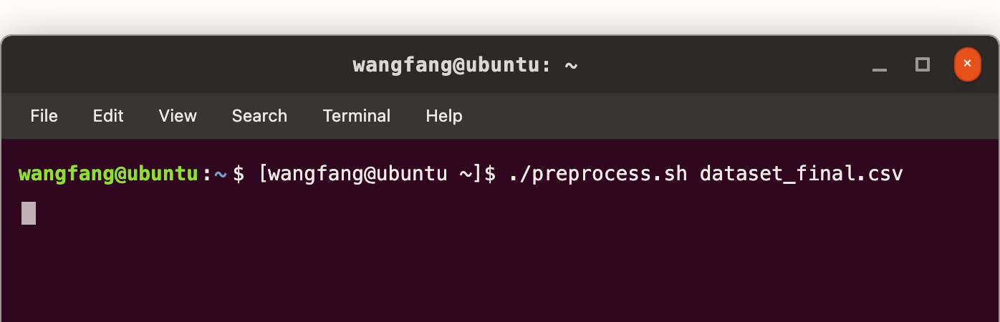 wangfang@ubuntu: ~
File Edit View Search Terminal Help
wangfang@ubuntu:~$ [wangfang@ubuntu ~]$ ./preprocess.sh dataset_final.csv